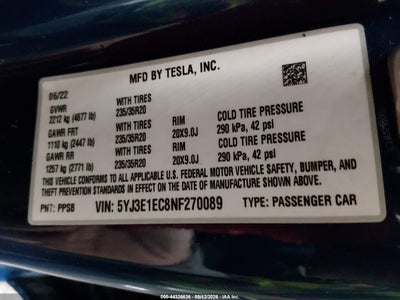 MFD BY TESLA, INC.
06/22
GVWR WITH TIRES
2212 kg (4877 lb) 235/35R20 RIM COLD TIRE PRESSURE
GAWR FRT WITH TIRES 20X9.0J 290 kPa, 42 psi
1110 kg (2447 lb) 235/35R20 RIM COLD TIRE PRESSURE
GAWR RR WITH TIRES 20X9.0J 290 kPa, 42 psi
1257 kg (2771 lb) 235/35R20
THIS VEHICLE CONFORMS TO ALL APPLICABLE FEDERAL MOTOR VEHICLE SAFETY, BUMPER, AND
THEFT PREVENTION STANDARDS IN EFFECT ON THE DATE OF MANUFACTURE SHOWN ABOVE.
PNT: PPSB VIN: 5YJ3E1EC8NF270089 TYPE: PASSENGER CAR